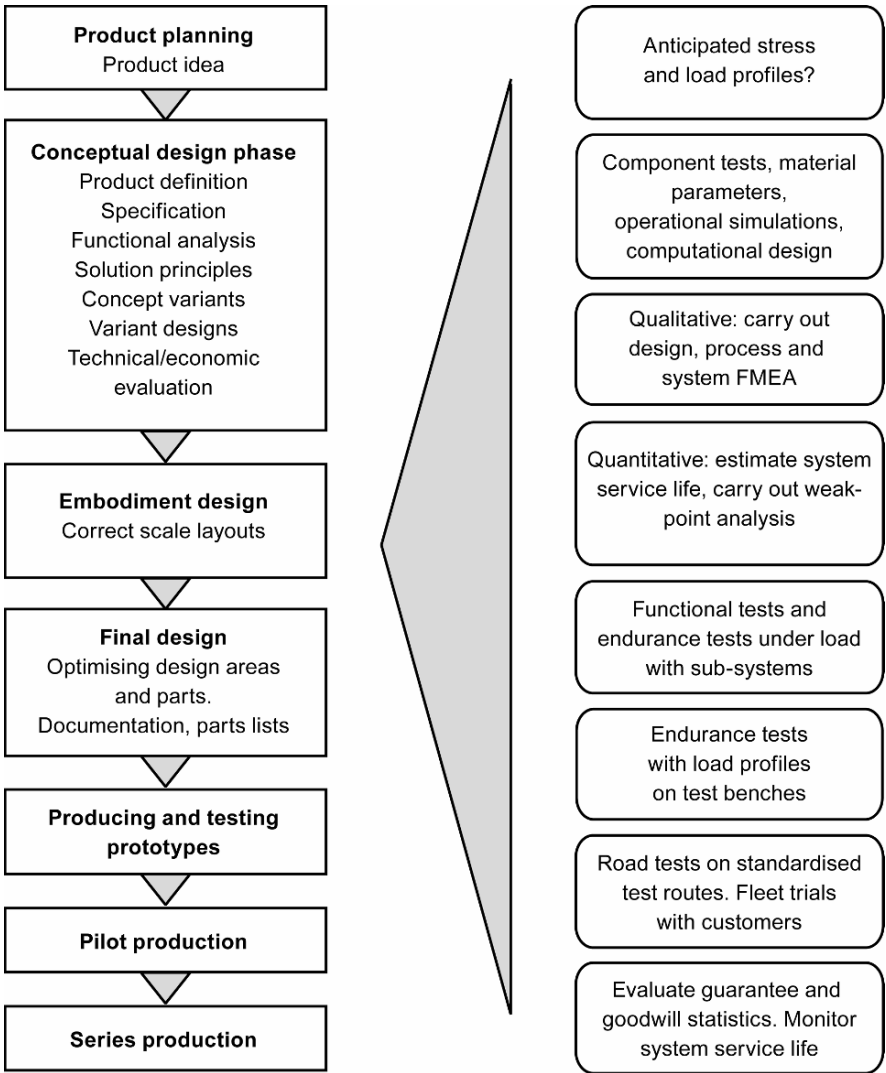 Product planning
Product idea
Conceptual design phase
Product definition
Specification
Functional analysis
Solution principles
Concept variants
Variant designs
Technical/economic
evaluation
Embodiment design
Correct scale layouts
Final design
Optimising design areas
and parts.
Documentation, parts lists
Producing and testing
prototypes
Pilot production
Series production
Anticipated stress
and load profiles?
Component tests, material
parameters,
operational simulations,
computational design
Qualitative: carry out
design, process and
system FMEA
Quantitative: estimate system
service life, carry out weak-
point analysis
Functional tests and
endurance tests under load
with sub-systems
Endurance tests
with load profiles
on test benches
Road tests on standardised
test routes. Fleet trials
with customers
Evaluate guarantee and
goodwill statistics. Monitor
system service life